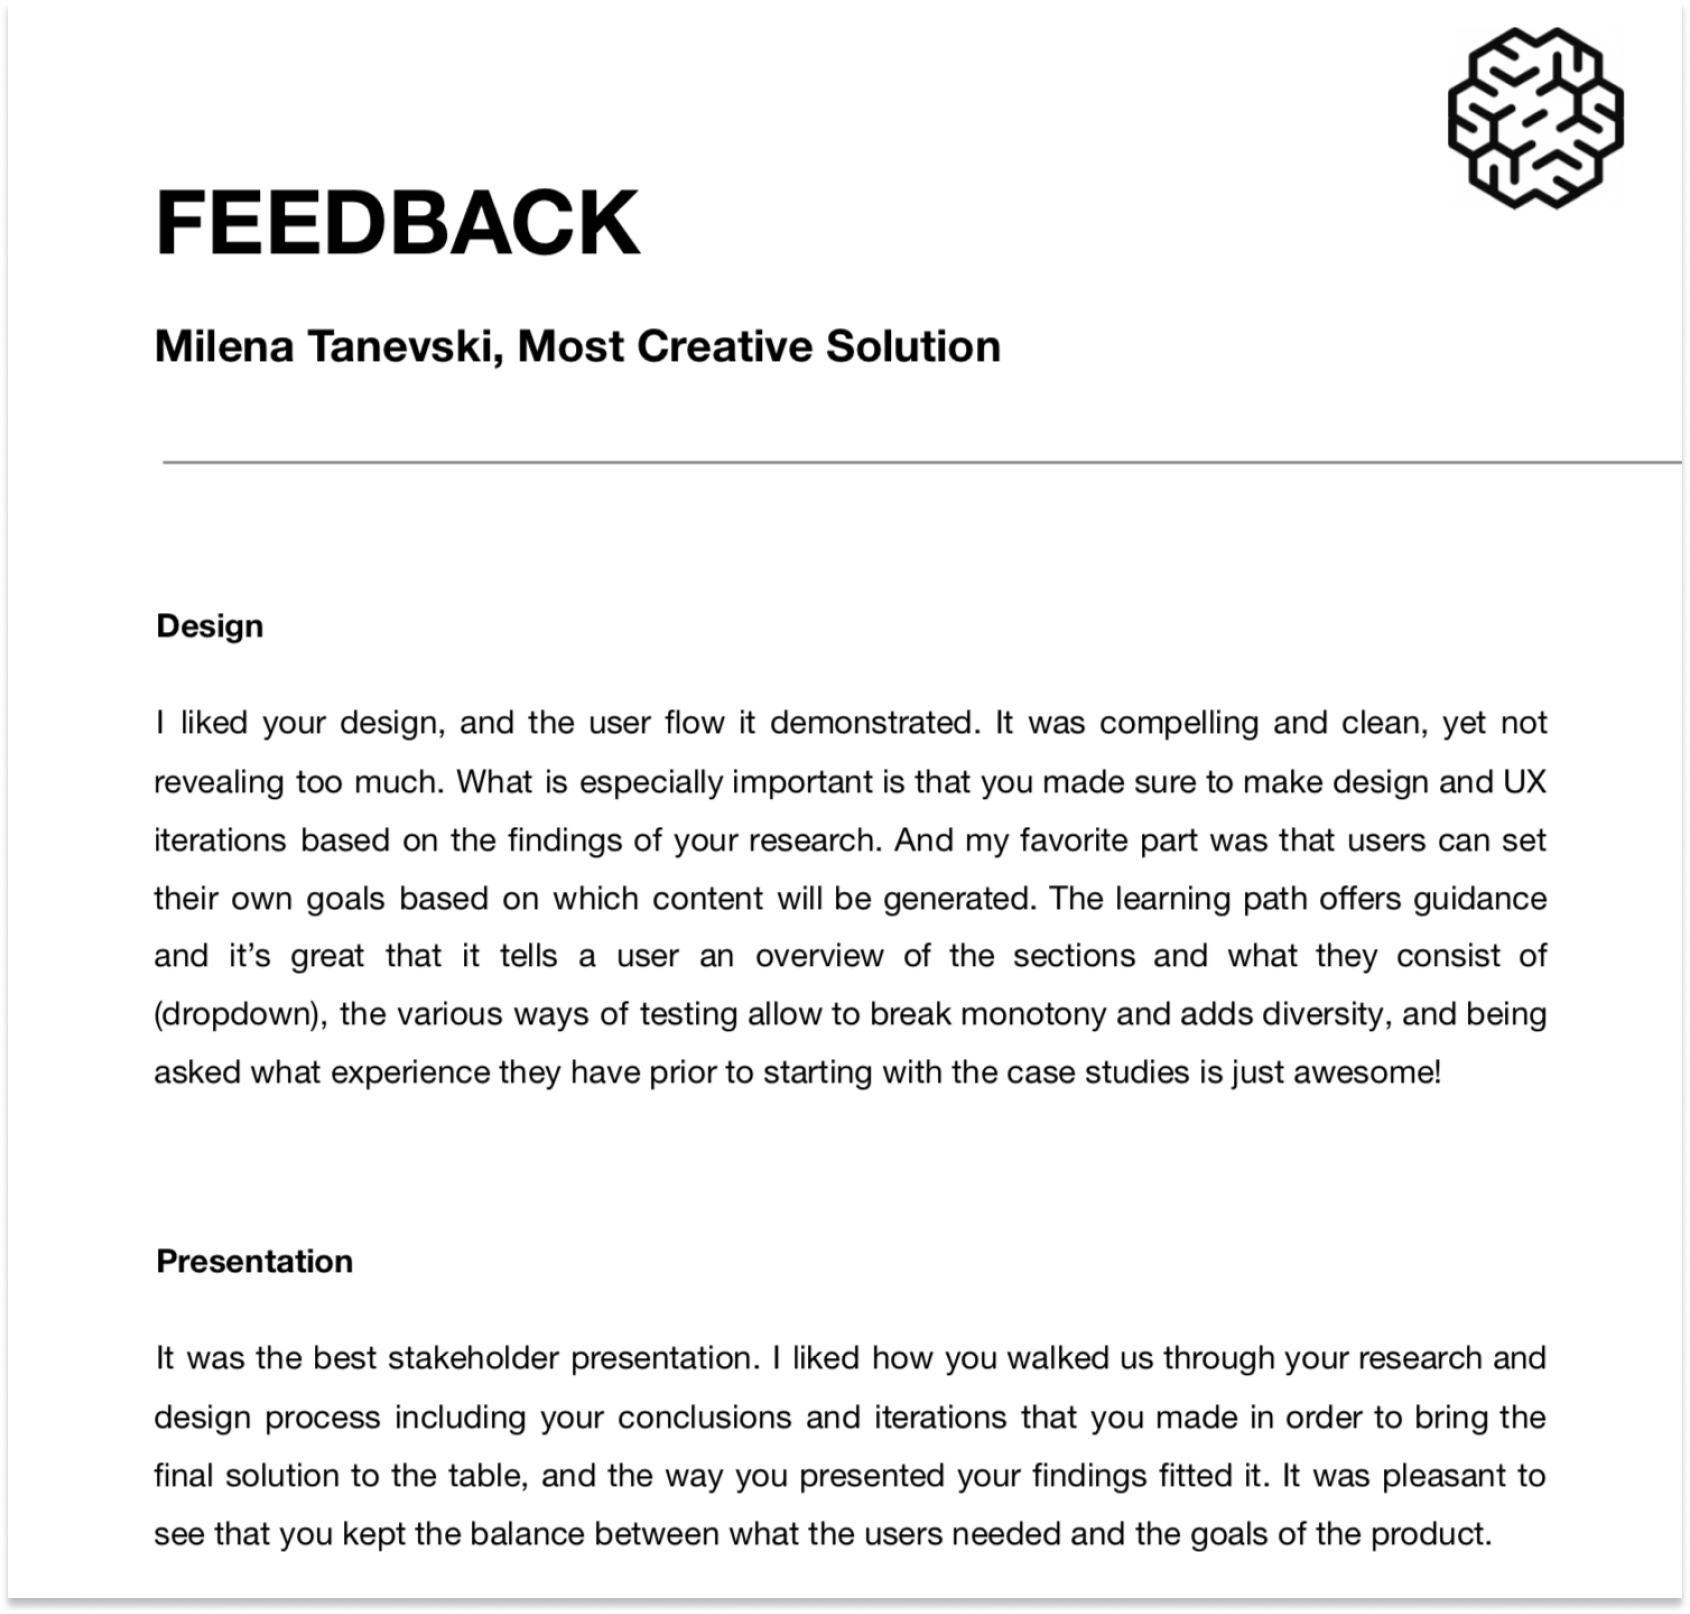 FEEDBACK
Milena Tanevski, Most Creative Solution
Design
I liked your design, and the user flow it demonstrated. It was compelling and clean, yet not
revealing too much. What is especially important is that you made sure to make design and UX
iterations based on the findings of your research. And my favorite part was that users can set
their own goals based on which content will be generated. The learning path offers guidance
and it’s great that it tells a user an overview of the sections and what they consist of
(dropdown), the various ways of testing allow to break monotony and adds diversity, and being
asked what experience they have prior to starting with the case studies is just awesome!
Presentation
It was the best stakeholder presentation. I liked how you walked us through your research and
design process including your conclusions and iterations that you made in order to bring the
final solution to the table, and the way you presented your findings fitted it. It was pleasant to
see that you kept the balance between what the users needed and the goals of the product.